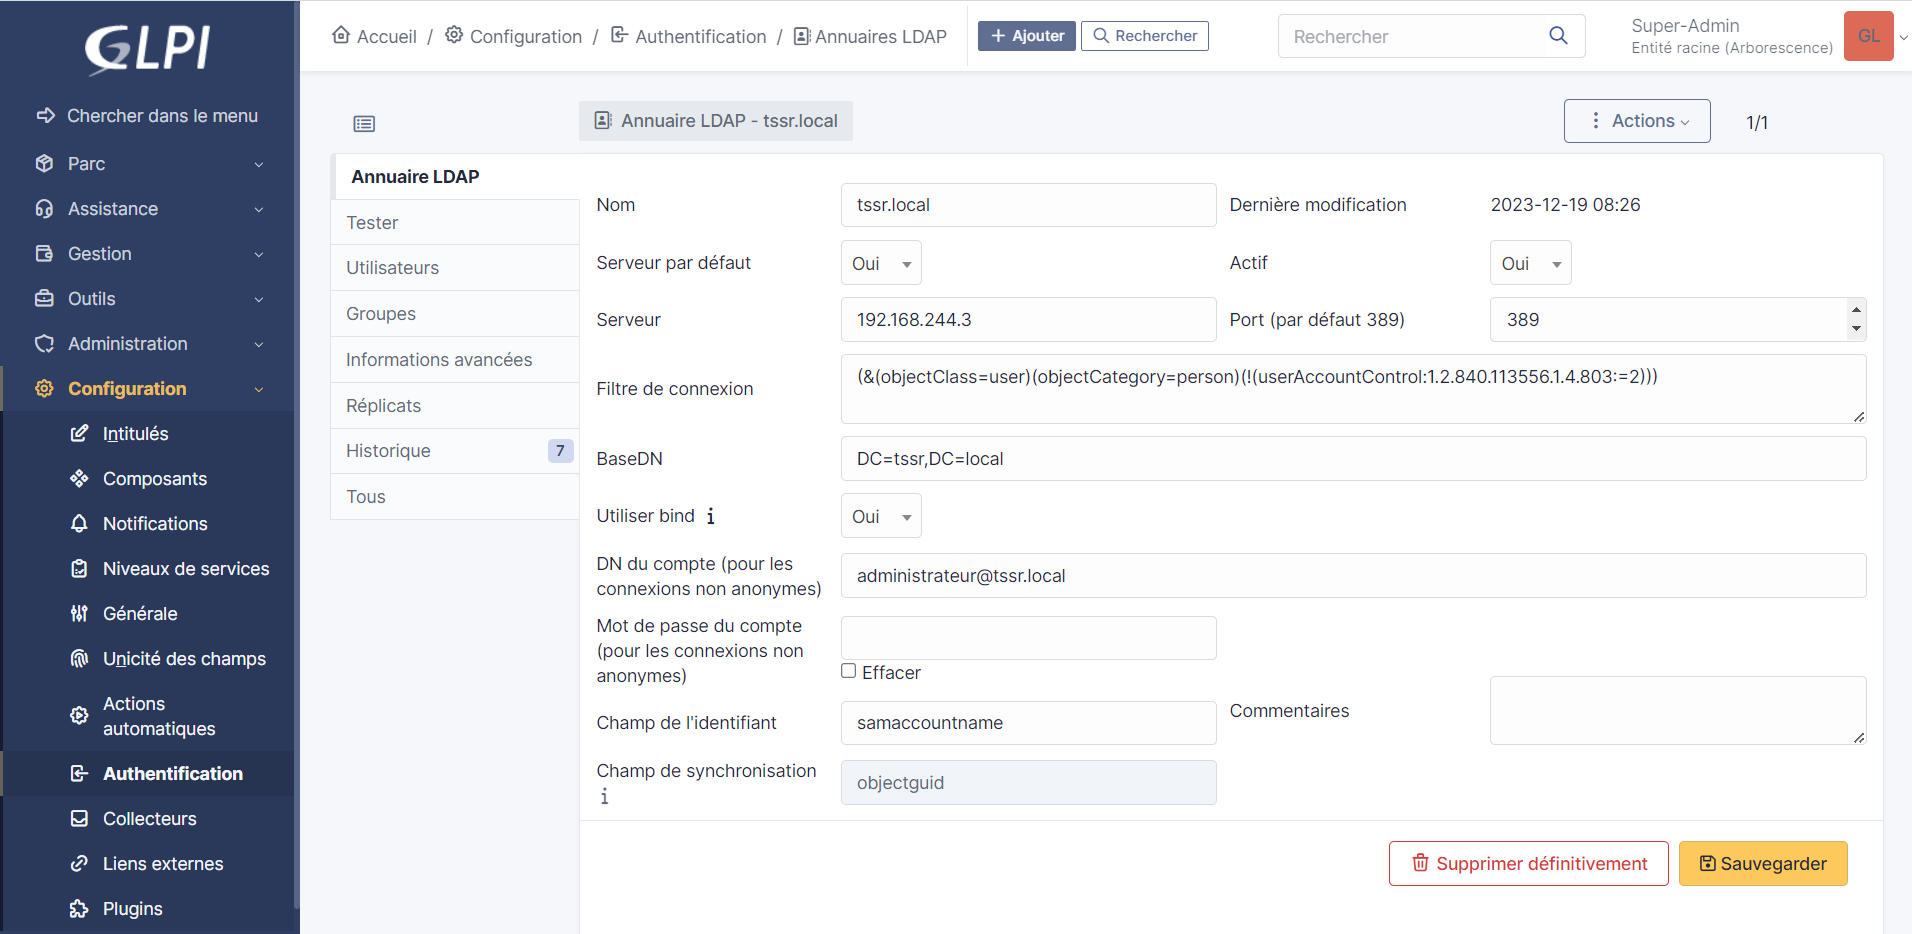 GLPI
Chercher dans le menu
Parc
Assistance
Gestion
Outils
Administration
Configuration
Intitulés
Composants
Notifications
Niveaux de services
Générale
Unicité des champs
Actions
automatiques
Authentification
Collecteurs
Liens externes
Plugins
Accueil / Configuration / Authentification / Annuaires LDAP
+ Ajouter
Rechercher
Rechercher
Super-Admin
Entité racine (Arborescence)
GL
Annuaire LDAP - tssr.local
Actions
1/1
Annuaire LDAP
Tester
Utilisateurs
Groupes
Informations avancées
Réplicats
Historique 7
Tous
Nom tssr.local Dernière modification 2023-12-19 08:26
Serveur par défaut Oui Actif Oui
Serveur 192.168.244.3 Port (par défaut 389) 389
Filtre de connexion (&(objectClass=user)(objectCategory=person)(!(userAccountControl:1.2.840.113556.1.4.803:=2)))
BaseDN DC=tssr,DC=local
Utiliser bind i Oui
DN du compte (pour les
connexions non anonymes) administrateur@tssr.local
Mot de passe du compte
(pour les connexions non
anonymes)
Effacer
Champ de l'identifiant samaccountname Commentaires
Champ de synchronisation
i
objectguid
Supprimer définitivement
Sauvegarder